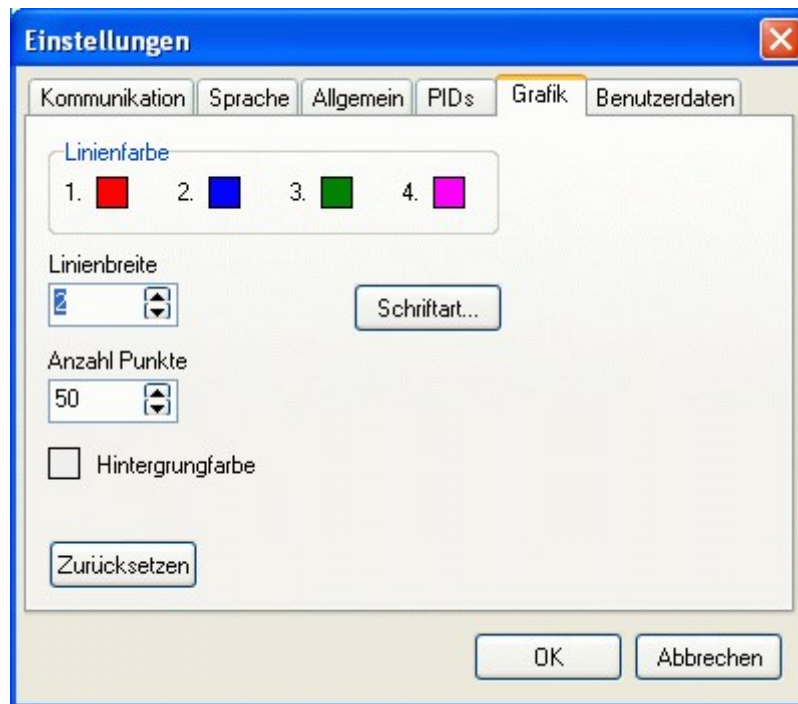 Einstellungen
Kommunikation Sprache Allgemein PIDs Grafik Benutzerdaten
Linienfarbe
1. 2. 3. 4.
Linienbreite
2
Schriftart...
Anzahl Punkte
50
Hintergrungfarbe
Zurücksetzen
OK Abbrechen